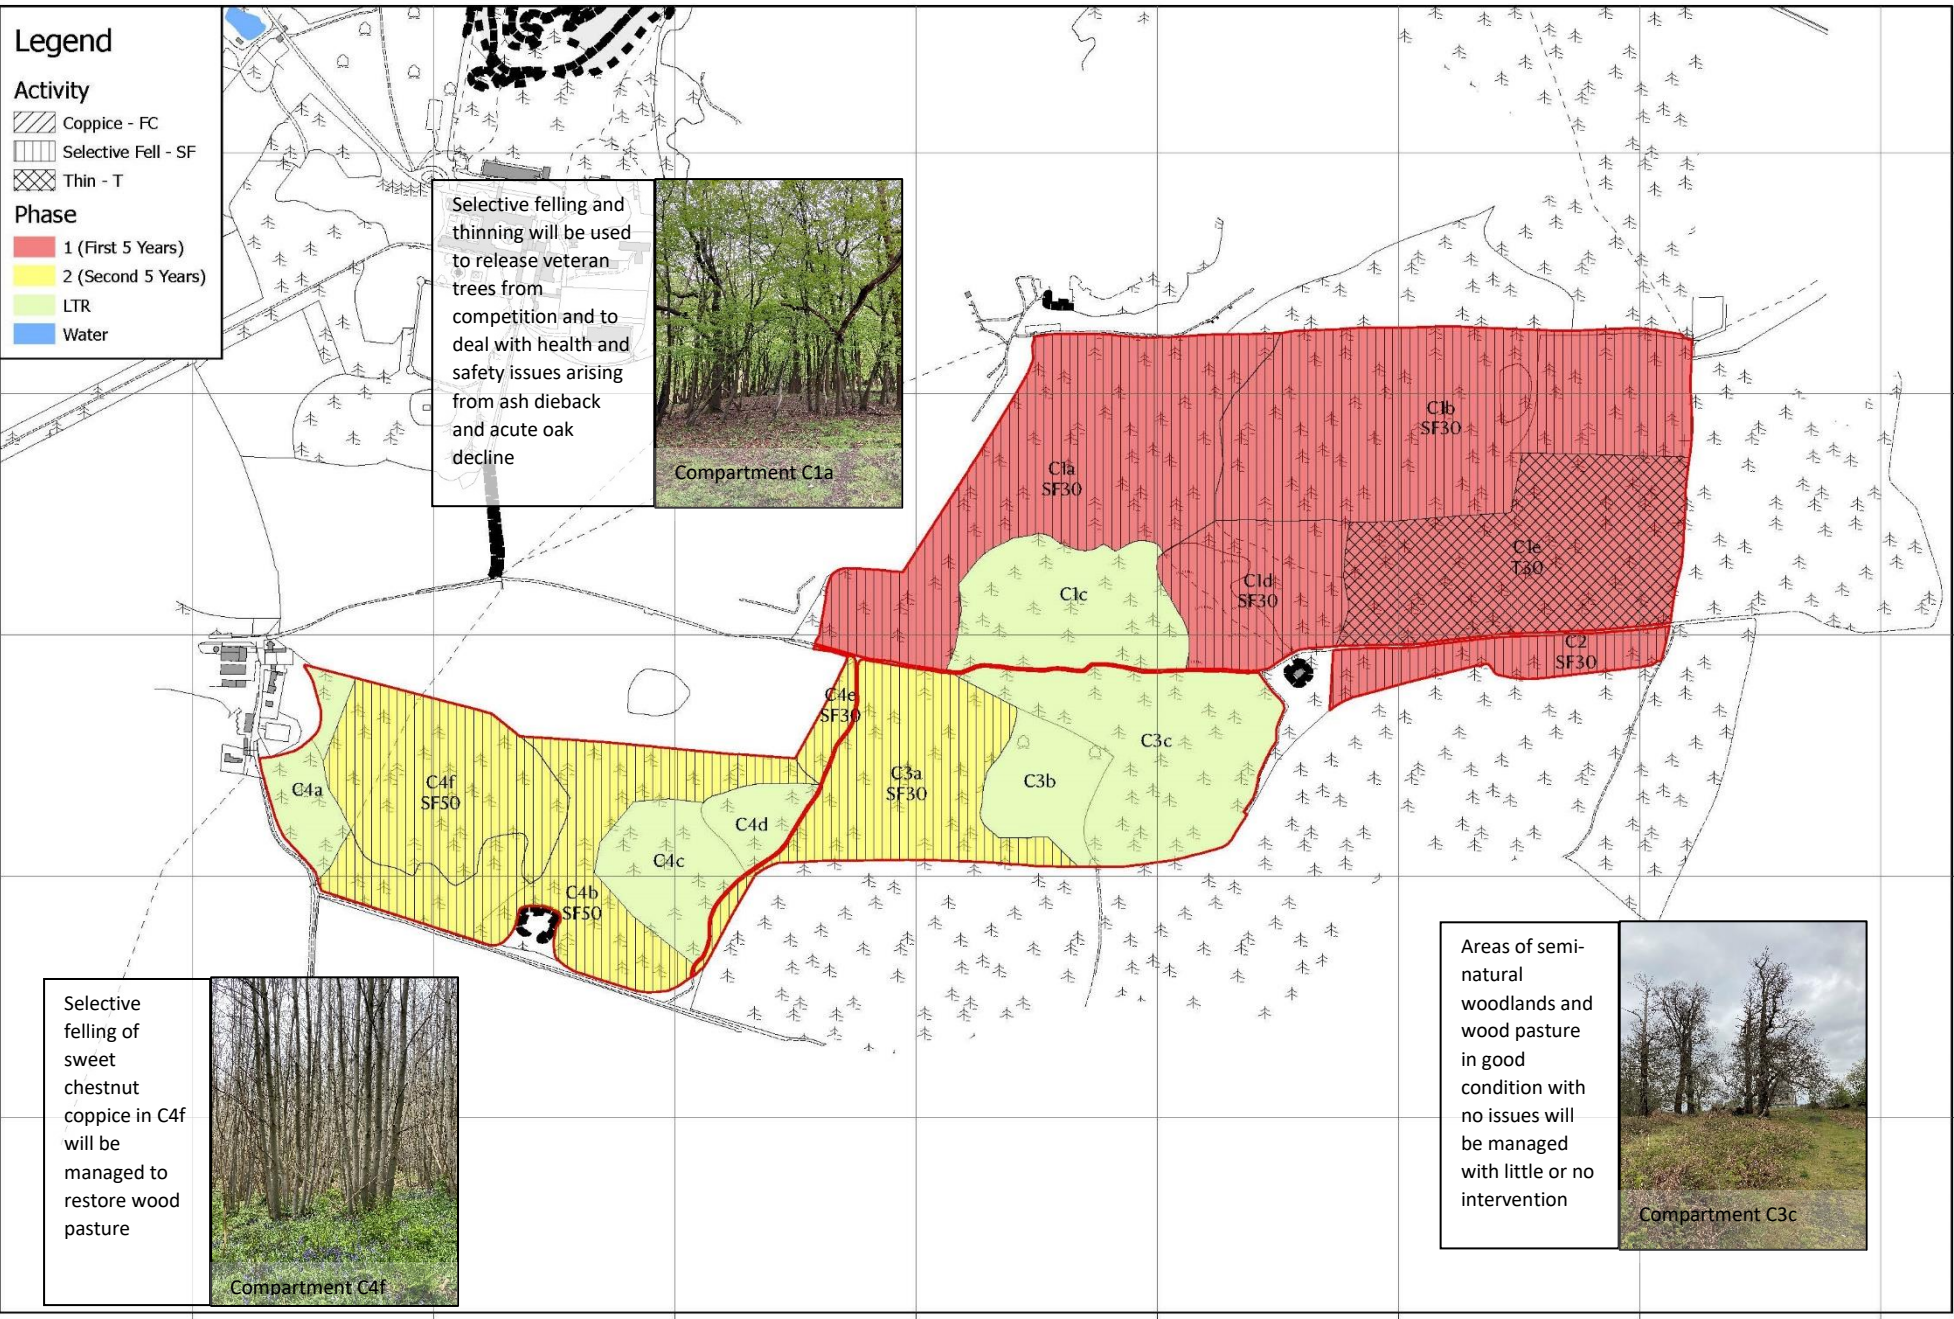 Legend
Activity
Coppice - FC
Selective Fell - SF
Thin - T
Phase
1 (First 5 Years)
2 (Second 5 Years)
LTR
Water
Selective felling and
thinning will be used
to release veteran
trees from
competition and to
deal with health and
safety issues arising
from ash dieback
and acute oak
decline
Compartment C1a
C1a
SF30
C1b
SF30
C1c
C1d
SF30
C1e
T30
C2
SF30
C4e
SF30
C3a
SF30
C3b
C3c
C4a
C4f
SF50
C4d
C4c
C4b
SF50
Selective
felling of
sweet
chestnut
coppice in C4f
will be
managed to
restore wood
pasture
Compartment C4f
Areas of semi-
natural
woodlands and
wood pasture
in good
condition with
no issues will
be managed
with little or no
intervention
Compartment C3c